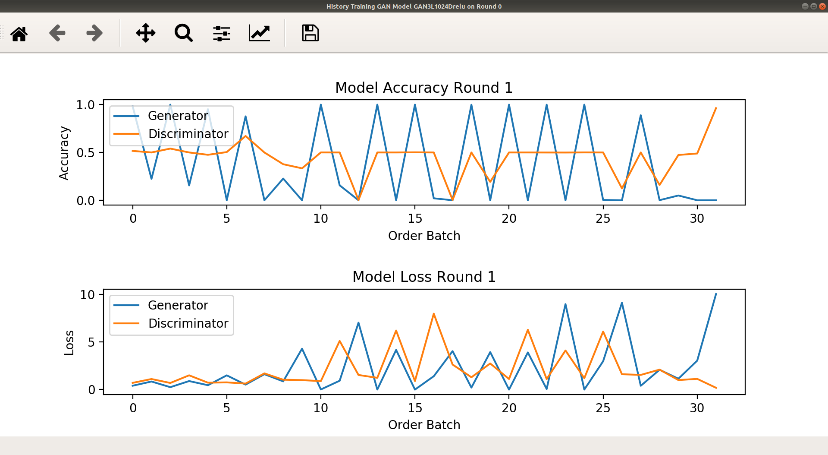 History Training GAN Model GAN3L1024Drelu on Round 0
Model Accuracy Round 1
Accuracy
1.0
0.5
0.0
Generator
Discriminator
0 5 10 15 20 25 30
Order Batch
Model Loss Round 1
Loss
10
5
0
Generator
Discriminator
0 5 10 15 20 25 30
Order Batch